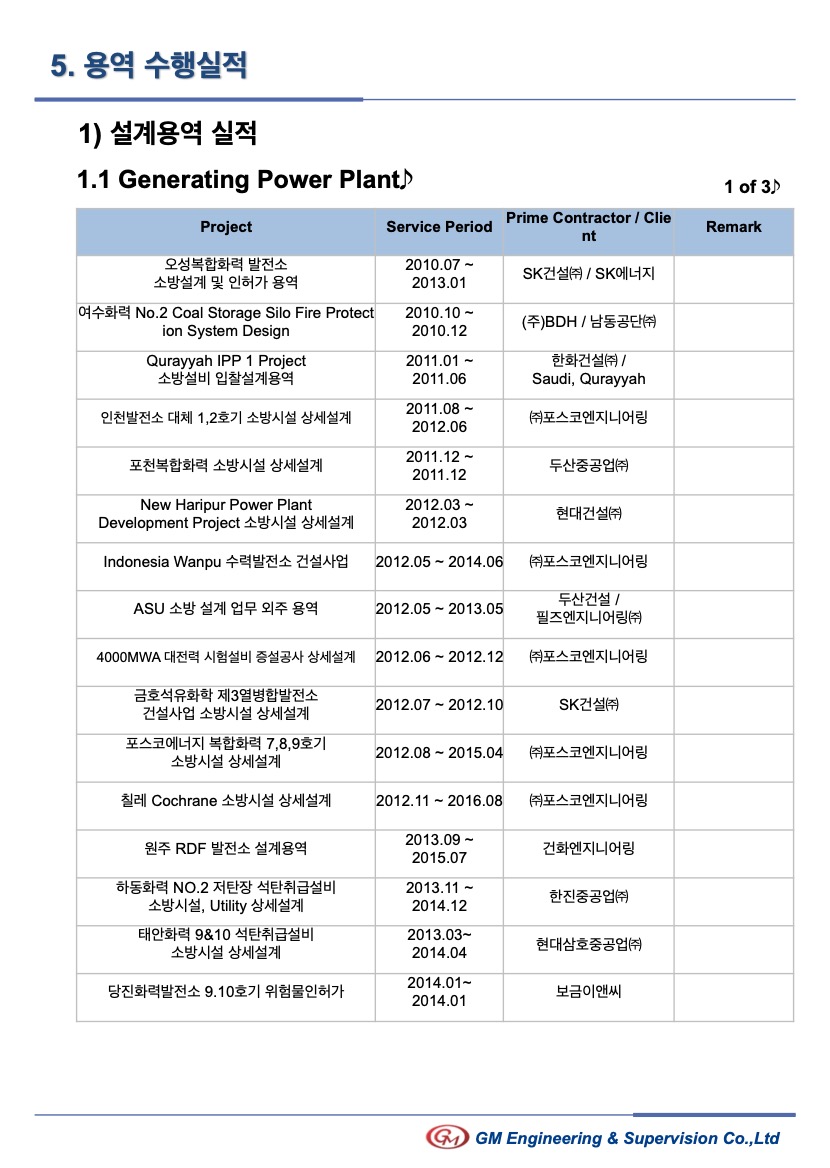 5. 용역 수행실적
1) 설계용역 실적
1.1 Generating Power Plant♪
1 of 3♪
Project
Service Period
Prime Contractor / Clie
nt
Remark
오성복합화력 발전소
소방설계 및 인허가 용역
2010.07 ~
2013.01
SK건설㈜ / SK에너지
여수화력 No.2 Coal Storage Silo Fire Protect
ion System Design
2010.10 ~
2010.12
(주)BDH / 남동공단㈜
Qurayyah IPP 1 Project
소방설비 입찰설계용역
2011.01 ~
2011.06
한화건설㈜ /
Saudi, Qurayyah
인천발전소 대체 1,2호기 소방시설 상세설계
2011.08 ~
2012.06
㈜포스코엔지니어링
포천복합화력 소방시설 상세설계
2011.12 ~
2011.12
두산중공업㈜
New Haripur Power Plant
Development Project 소방시설 상세설계
2012.03 ~
2012.03
현대건설㈜
Indonesia Wanpu 수력발전소 건설사업
2012.05 ~ 2014.06
㈜포스코엔지니어링
ASU 소방 설계 업무 외주 용역
2012.05 ~ 2013.05
두산건설 /
필즈엔지니어링㈜
4000MWA 대전력 시험설비 증설공사 상세설계
2012.06 ~ 2012.12
㈜포스코엔지니어링
금호석유화학 제3열병합발전소
건설사업 소방시설 상세설계
2012.07 ~ 2012.10
SK건설㈜
포스코에너지 복합화력 7,8,9호기
소방시설 상세설계
2012.08 ~ 2015.04
㈜포스코엔지니어링
칠레 Cochrane 소방시설 상세설계
2012.11 ~ 2016.08
㈜포스코엔지니어링
원주 RDF 발전소 설계용역
2013.09 ~
2015.07
건화엔지니어링
하동화력 NO.2 저탄장 석탄취급설비
소방시설, Utility 상세설계
2013.11 ~
2014.12
한진중공업㈜
태안화력 9&10 석탄취급설비
소방시설 상세설계
2013.03~
2014.04
현대삼호중공업㈜
당진화력발전소 9.10호기 위험물인허가
2014.01~
2014.01
보금이앤씨
GM GM Engineering & Supervision Co.,Ltd